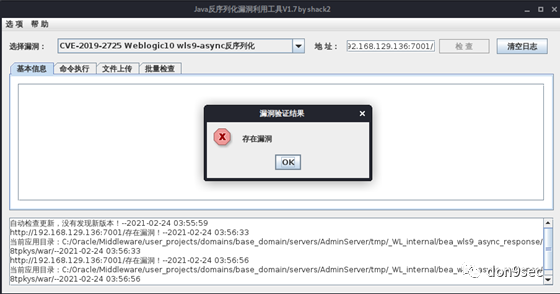 Java反序列化漏洞利用工具V1.7 by shack2
选 项 帮 助
选择漏洞： CVE-2019-2725 Weblogic10 wls9-async反序列化 地 址： 92.168.129.136:7001/ 检 查 清空日志
基本信息 命令执行 文件上传 批量检查
漏洞验证结果
存在漏洞
OK
自动检查更新，没有发现新版本！--2021-02-24 03:55:59
http://192.168.129.136:7001/存在漏洞！--2021-02-24 03:56:33
当前应用目录：C:/Oracle/Middleware/user_projects/domains/base_domain/servers/AdminServer/tmp/_WL_internal/bea_wls9_async_response/
8tpkys/war/--2021-02-24 03:56:33
http://192.168.129.136:7001/存在漏洞！--2021-02-24 03:56:56
当前应用目录：C:/Oracle/Middleware/user_projects/domains/base_domain/servers/AdminServer/tmp/_WL_internal/bea_wls9_async_response/
8tpkys/war/--2021-02-24 03:56:56
don9sec